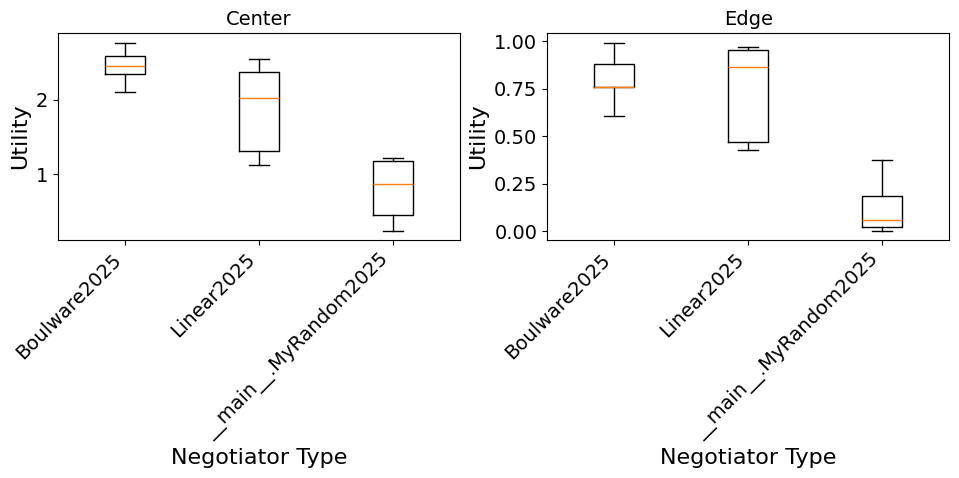 Center
Utility
2
1
Boulware2025
Linear2025
__main__.MyRandom2025
Negotiator Type
Edge
Utility
1.00
0.75
0.50
0.25
0.00
Boulware2025
Linear2025
__main__.MyRandom2025
Negotiator Type